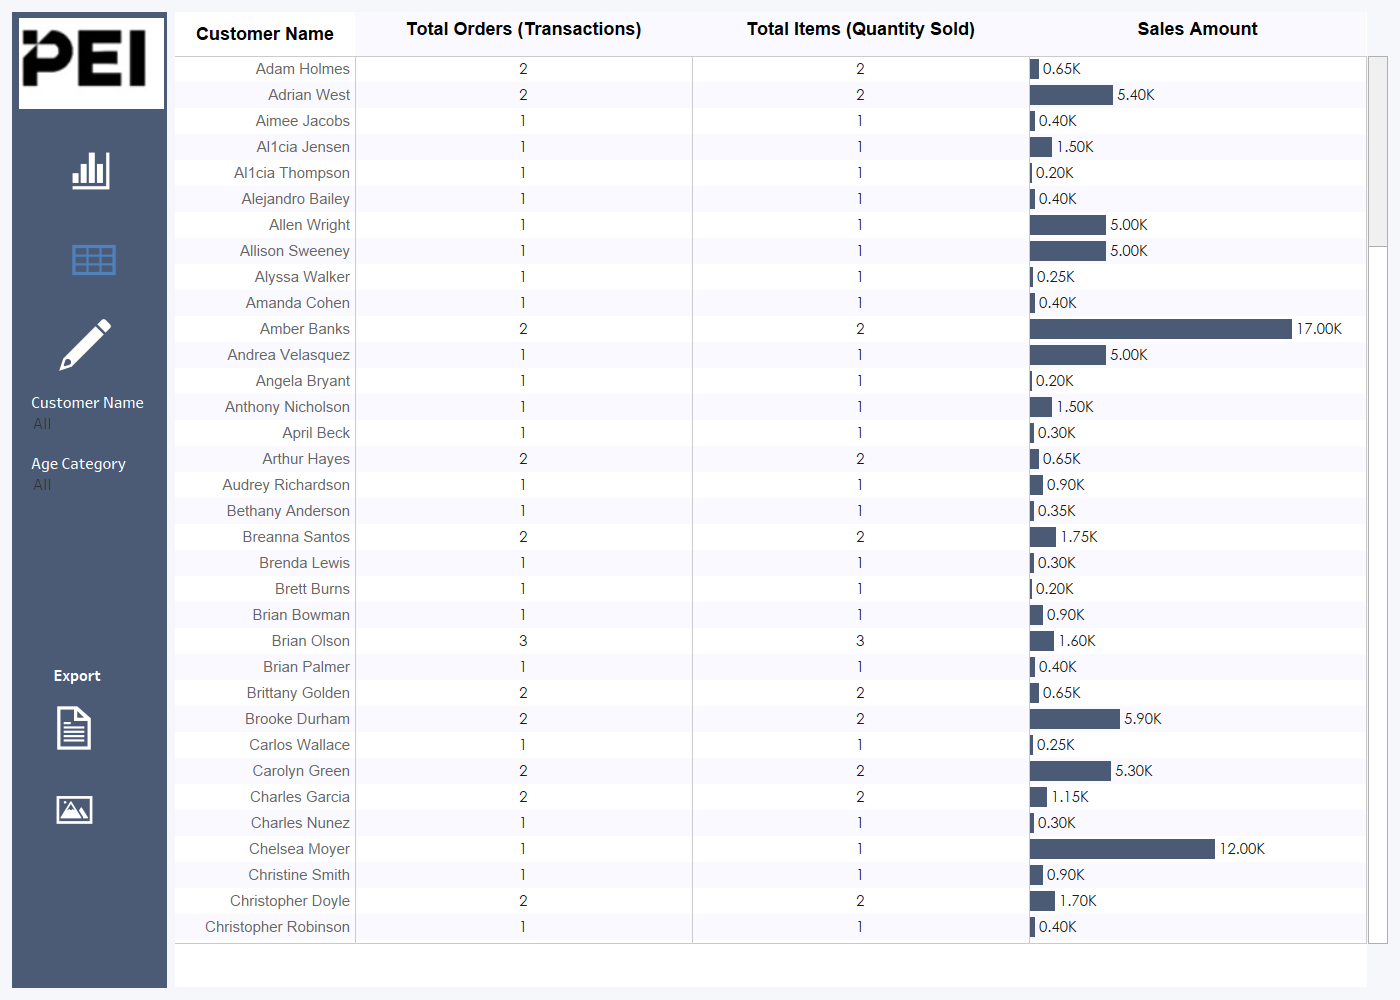 PEI
Customer Name
All
Age Category
All
Export
Customer Name Total Orders (Transactions) Total Items (Quantity Sold) Sales Amount
Adam Holmes 2 2 0.65K
Adrian West 2 2 5.40K
Aimee Jacobs 1 1 0.40K
Al1cia Jensen 1 1 1.50K
Al1cia Thompson 1 1 0.20K
Alejandro Bailey 1 1 0.40K
Allen Wright 1 1 5.00K
Allison Sweeney 1 1 5.00K
Alyssa Walker 1 1 0.25K
Amanda Cohen 1 1 0.40K
Amber Banks 2 2 17.00K
Andrea Velasquez 1 1 5.00K
Angela Bryant 1 1 0.20K
Anthony Nicholson 1 1 1.50K
April Beck 1 1 0.30K
Arthur Hayes 2 2 0.65K
Audrey Richardson 1 1 0.90K
Bethany Anderson 1 1 0.35K
Breanna Santos 2 2 1.75K
Brenda Lewis 1 1 0.30K
Brett Burns 1 1 0.20K
Brian Bowman 1 1 0.90K
Brian Olson 3 3 1.60K
Brian Palmer 1 1 0.40K
Brittany Golden 2 2 0.65K
Brooke Durham 2 2 5.90K
Carlos Wallace 1 1 0.25K
Carolyn Green 2 2 5.30K
Charles Garcia 2 2 1.15K
Charles Nunez 1 1 0.30K
Chelsea Moyer 1 1 12.00K
Christine Smith 1 1 0.90K
Christopher Doyle 2 2 1.70K
Christopher Robinson 1 1 0.40K